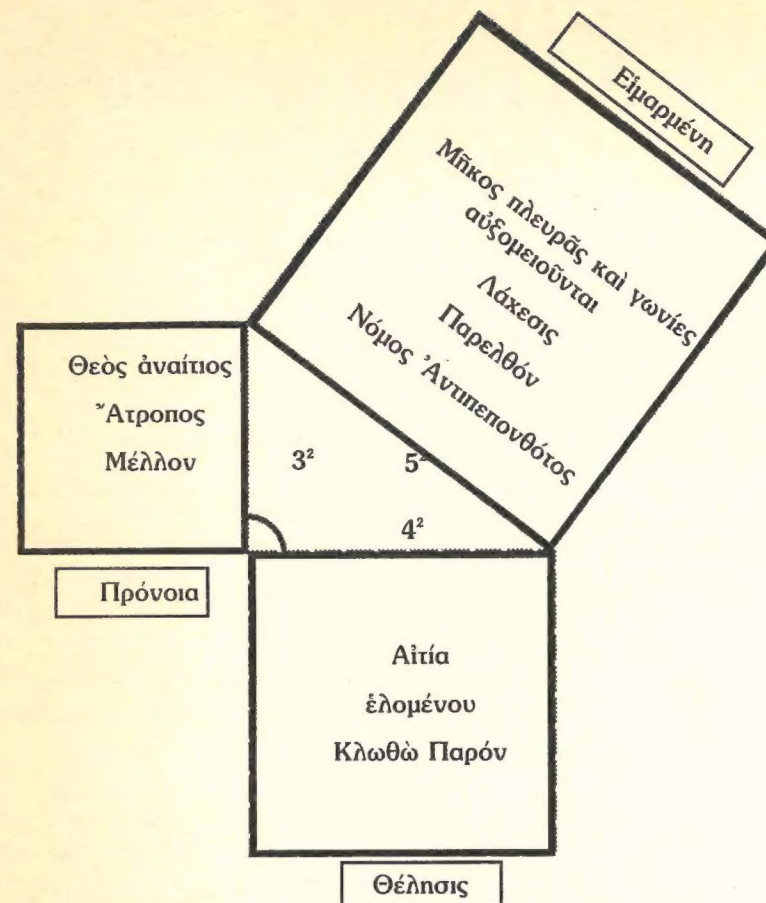 Εἱμαρμένη
Μῆκος πλευρᾶς καὶ γωνίες
αὐξομειοῦνται
Λάχεσις
Παρελθόν
Νόμος Ἀντιπεπονθότος
Θεὸς ἀναίτιος
Ἄτροπος
Μέλλον
3² 5²
4²
Πρόνοια
Αἰτία
ἑλομένου
Κλωθὼ Παρόν
Θέλησις